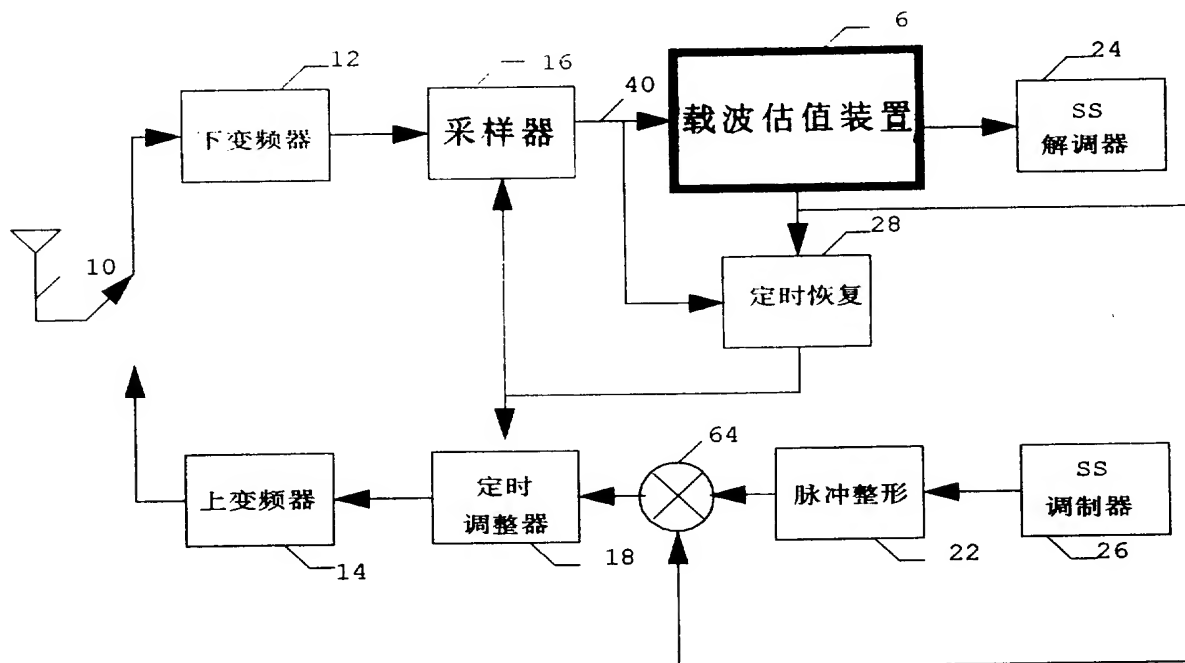 6
12
16
24
40
下变频器
采样器
载波估值装置
SS
解调器
10
28
定时恢复
64
上变频器
定时
调整器
脉冲整形
SS
调制器
14
18
22
26